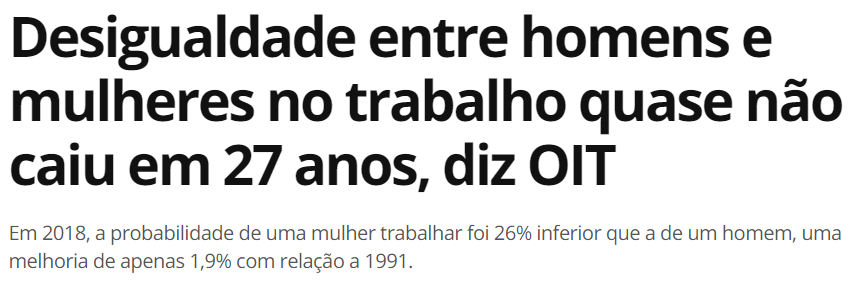 Desigualdade entre homens e
mulheres no trabalho quase não
caiu em 27 anos, diz OIT
Em 2018, a probabilidade de uma mulher trabalhar foi 26% inferior que a de um homem, uma
melhoria de apenas 1,9% com relação a 1991.